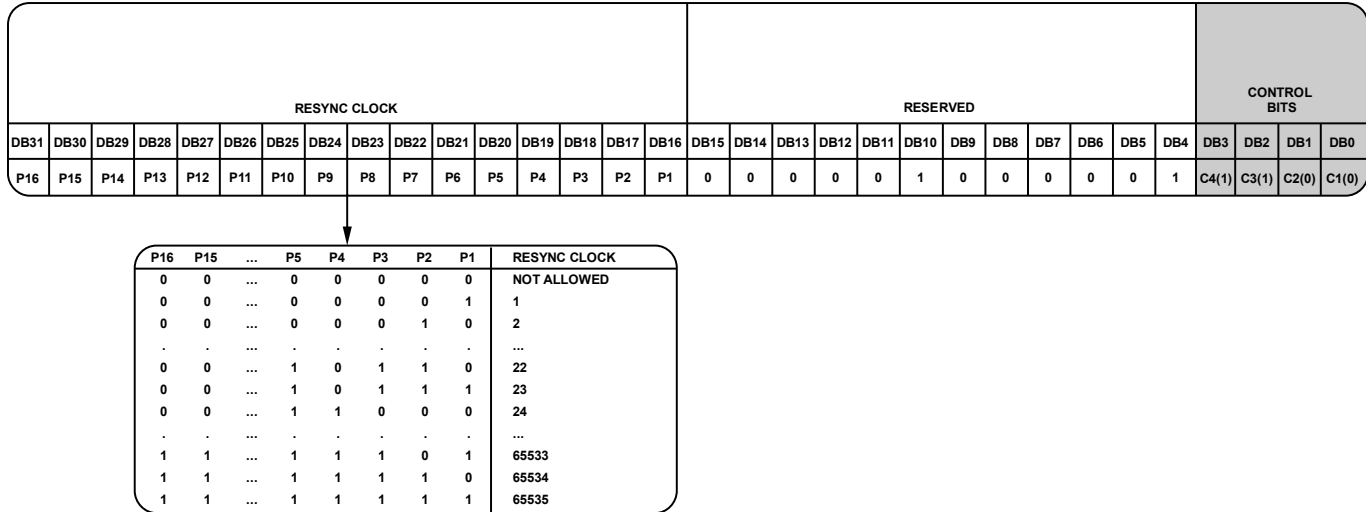 RESYNC CLOCK RESERVED CONTROL BITS
DB31 DB30 DB29 DB28 DB27 DB26 DB25 DB24 DB23 DB22 DB21 DB20 DB19 DB18 DB17 DB16 DB15 DB14 DB13 DB12 DB11 DB10 DB9 DB8 DB7 DB6 DB5 DB4 DB3 DB2 DB1 DB0
P16 P15 P14 P13 P12 P11 P10 P9 P8 P7 P6 P5 P4 P3 P2 P1 0 0 0 0 0 1 0 0 0 0 0 1 C4(1) C3(1) C2(0) C1(0)
P16 P15 ... P5 P4 P3 P2 P1 RESYNC CLOCK
0 0 ... 0 0 0 0 0 NOT ALLOWED
0 0 ... 0 0 0 0 1 1
0 0 ... 0 0 0 1 0 2
. . ... . . . . . ...
0 0 ... 1 0 1 1 0 22
0 0 ... 1 0 1 1 1 23
0 0 ... 1 1 0 0 0 24
. . ... . . . . . ...
1 1 ... 1 1 1 0 1 65533
1 1 ... 1 1 1 1 0 65534
1 1 ... 1 1 1 1 1 65535